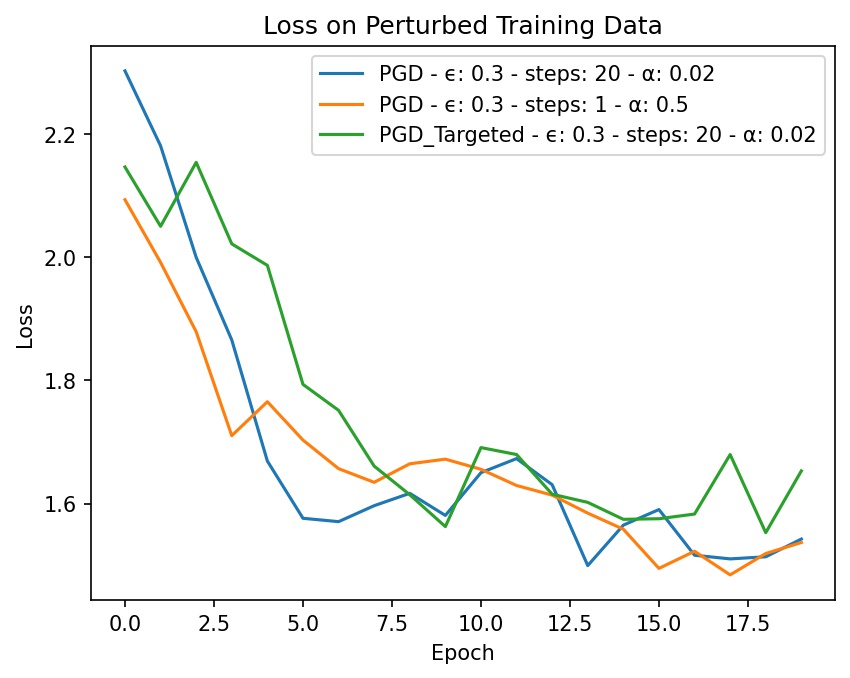 Loss on Perturbed Training Data
PGD - ϵ: 0.3 - steps: 20 - α: 0.02
PGD - ϵ: 0.3 - steps: 1 - α: 0.5
PGD_Targeted - ϵ: 0.3 - steps: 20 - α: 0.02
2.2
2.0
1.8
1.6
Loss
0.0 2.5 5.0 7.5 10.0 12.5 15.0 17.5
Epoch